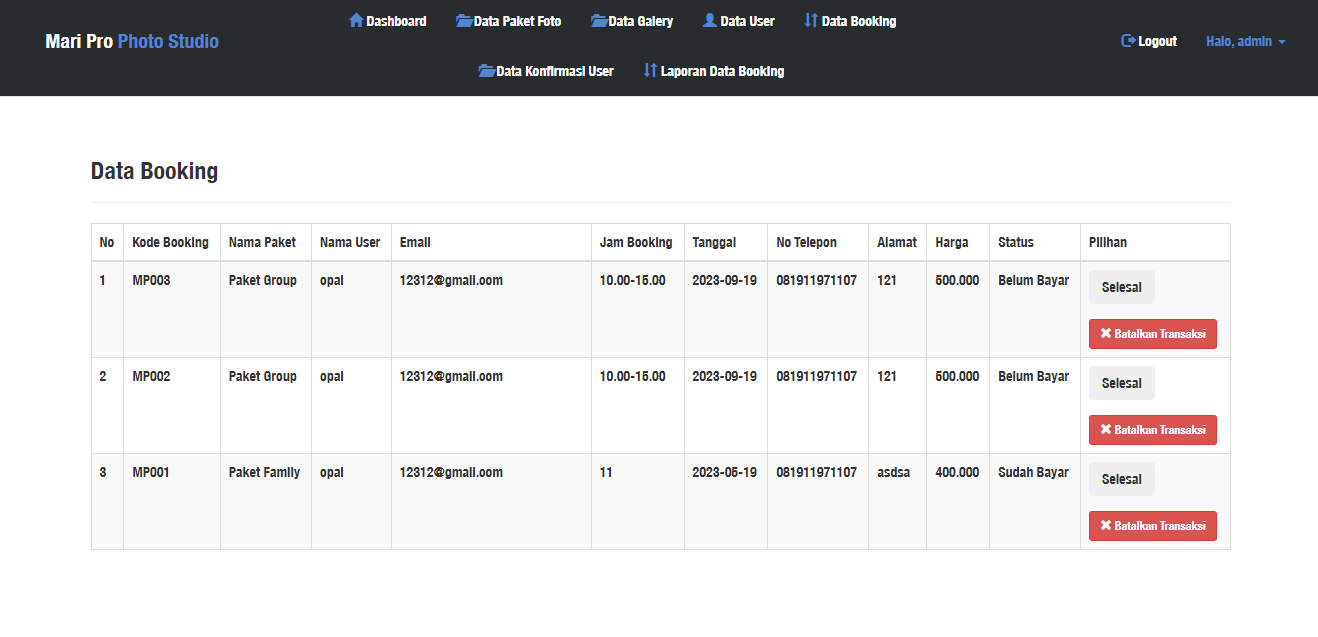 Mari Pro Photo Studio
Dashboard Data Paket Foto Data Galery Data User Data Booking
Data Konfirmasi User Laporan Data Booking
Logout Halo, admin
Data Booking
No Kode Booking Nama Paket Nama User Email Jam Booking Tanggal No Telepon Alamat Harga Status Pilihan
1 MP003 Paket Group opal 12312@gmail.com 10.00-15.00 2023-09-19 081911971107 121 500.000 Belum Bayar Selesai
Batalkan Transaksi
2 MP002 Paket Group opal 12312@gmail.com 10.00-15.00 2023-09-19 081911971107 121 500.000 Belum Bayar Selesai
Batalkan Transaksi
3 MP001 Paket Family opal 12312@gmail.com 11 2023-05-19 081911971107 asdsa 400.000 Sudah Bayar Selesai
Batalkan Transaksi